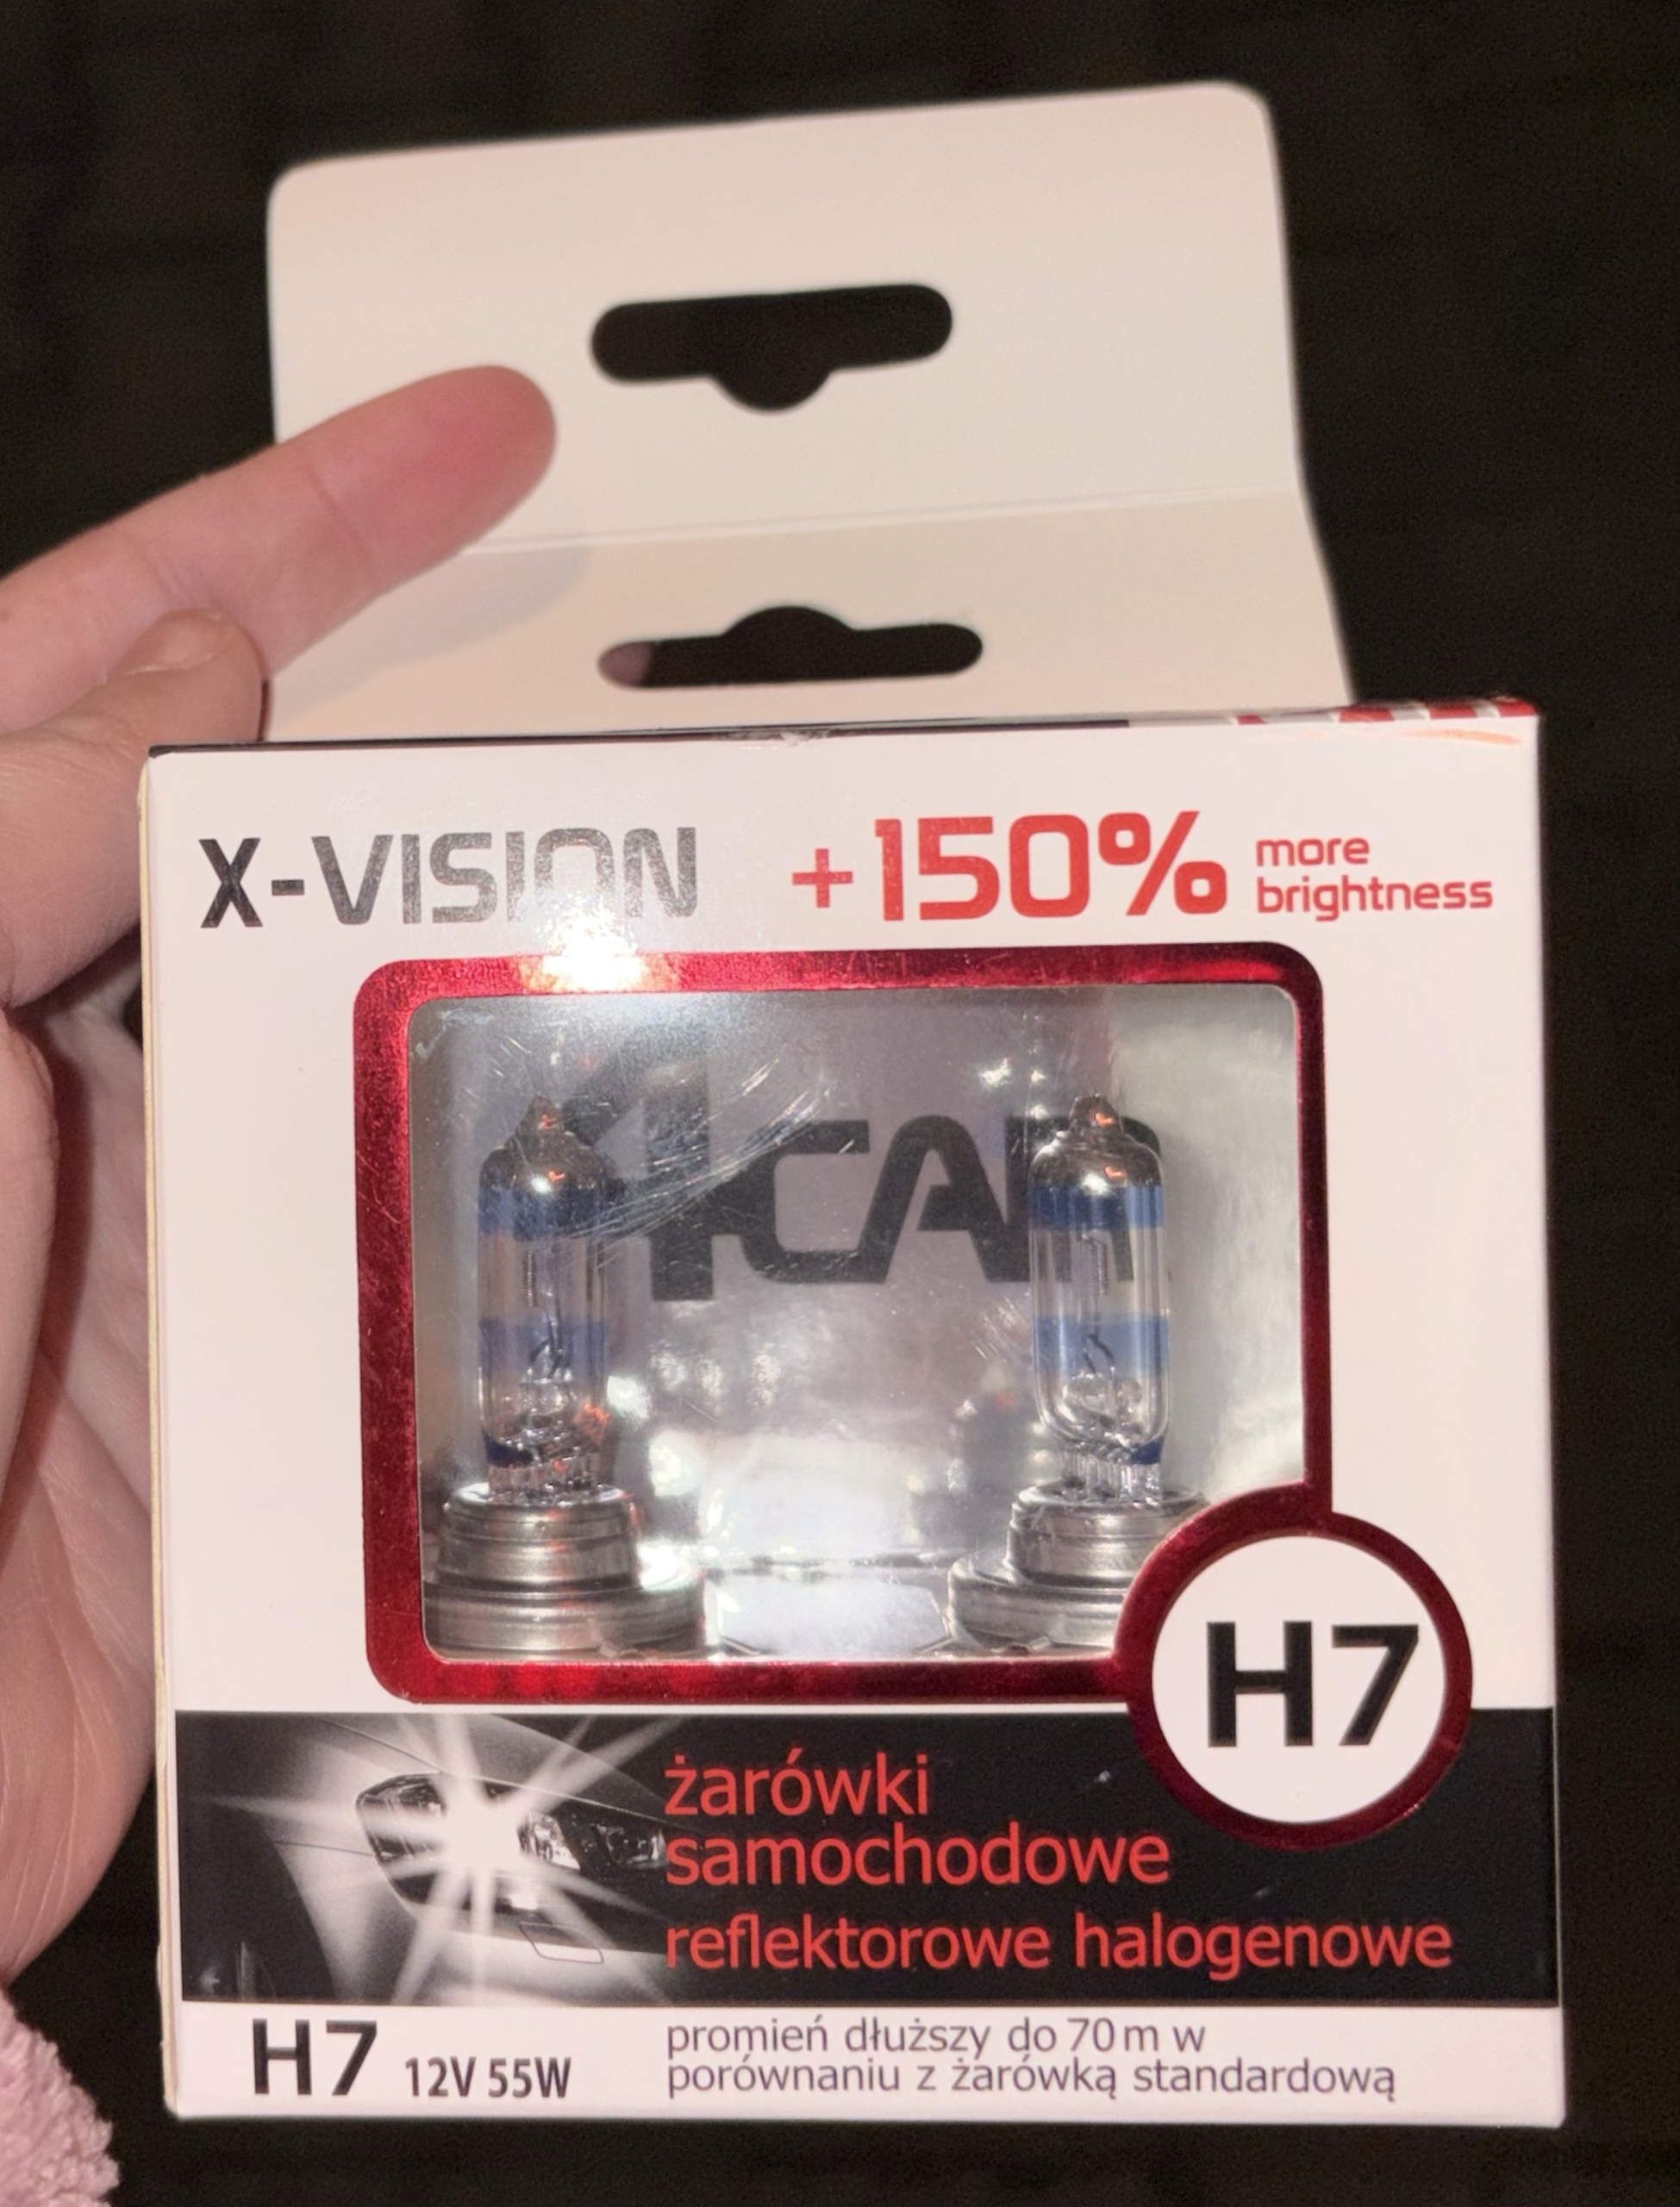 X-VISION +150% more brightness
4CAR
H7
żarówki
samochodowe
reflektorowe halogenowe
H7 12V 55W
promień dłuższy do 70 m w
porównaniu z żarówką standardową